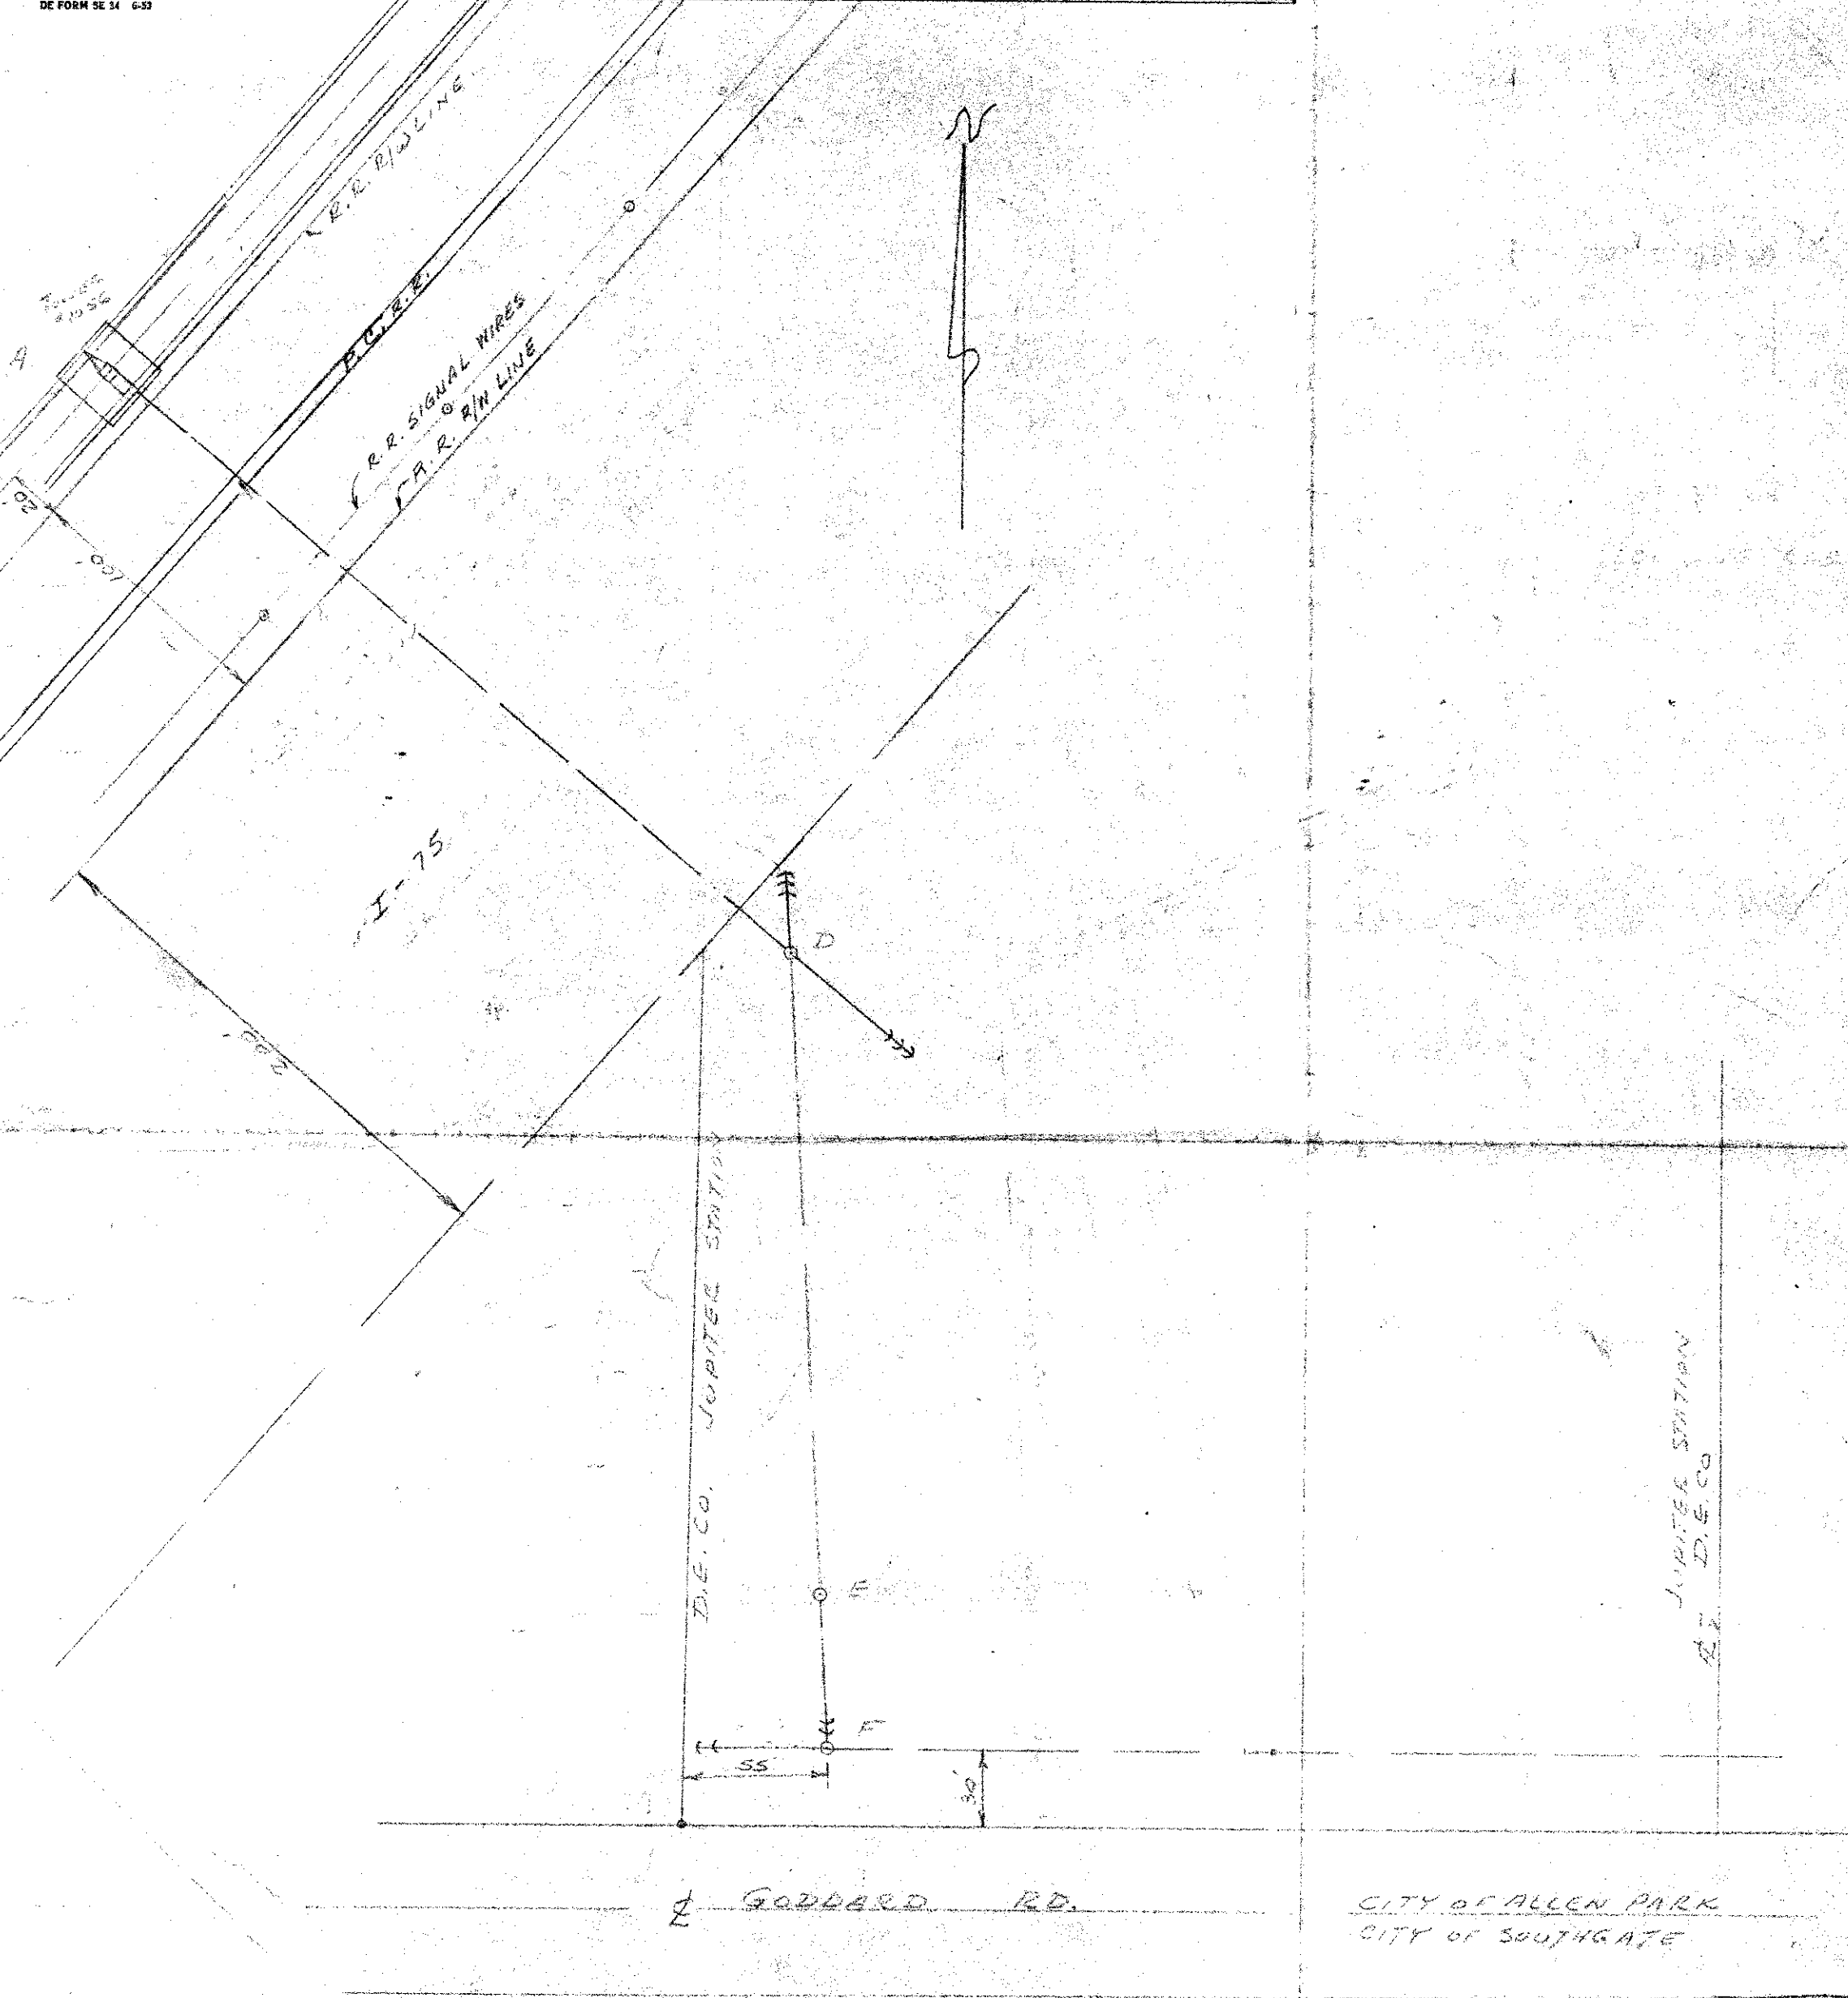 DE FORM SE 34 6-53
N
R.R. R/W LINE
A
P.C.R.R.
R.R. SIGNAL WIRES
R.R. R/W LINE
20'
100'
I-75
D
D.E. CO. JUPITER STATION
JUPITER STATION
D.E. CO
E
F
55
30'
℄ GODDARD RD.
CITY OF ALLEN PARK
CITY OF SOUTHGATE